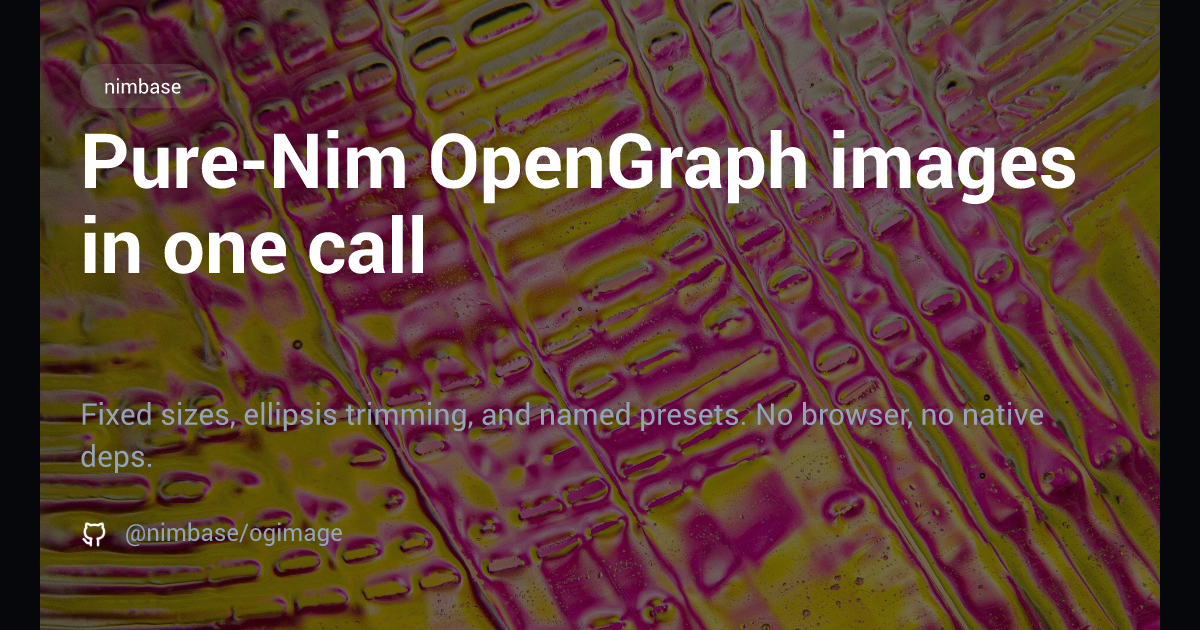 nimbase
Pure-Nim OpenGraph images
in one call
Fixed sizes, ellipsis trimming, and named presets. No browser, no native
deps.
@nimbase/ogimage